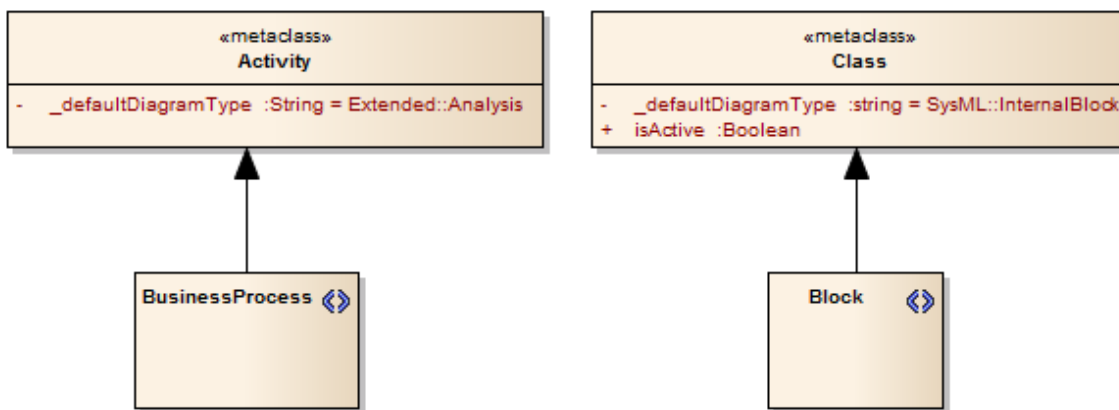 «metaclass»
Activity
- _defaultDiagramType :String = Extended::Analysis
BusinessProcess
«metaclass»
Class
- _defaultDiagramType :string = SysML::InternalBlock
+ isActive :Boolean
Block